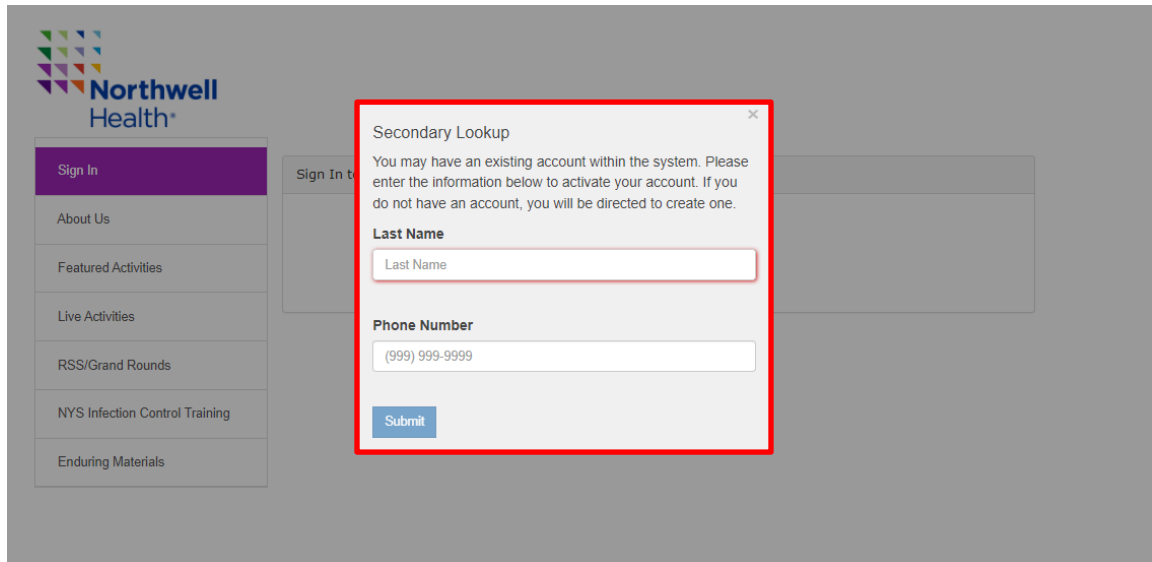 Northwell
Health
Sign In
About Us
Featured Activities
Live Activities
RSS/Grand Rounds
NYS Infection Control Training
Enduring Materials
Sign In t
×
Secondary Lookup
You may have an existing account within the system. Please
enter the information below to activate your account. If you
do not have an account, you will be directed to create one.
Last Name
Last Name
Phone Number
(999) 999-9999
Submit